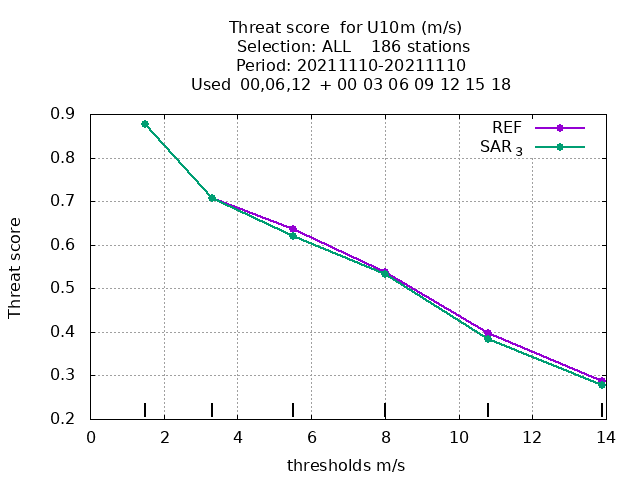 Threat score  for U10m (m/s)
Selection: ALL    186 stations
Period: 20211110-20211110
Used  00,06,12  + 00 03 06 09 12 15 18
REF
SAR 3
0.9
0.8
0.7
0.6
0.5
0.4
0.3
0.2
Threat score
0 2 4 6 8 10 12 14
thresholds m/s